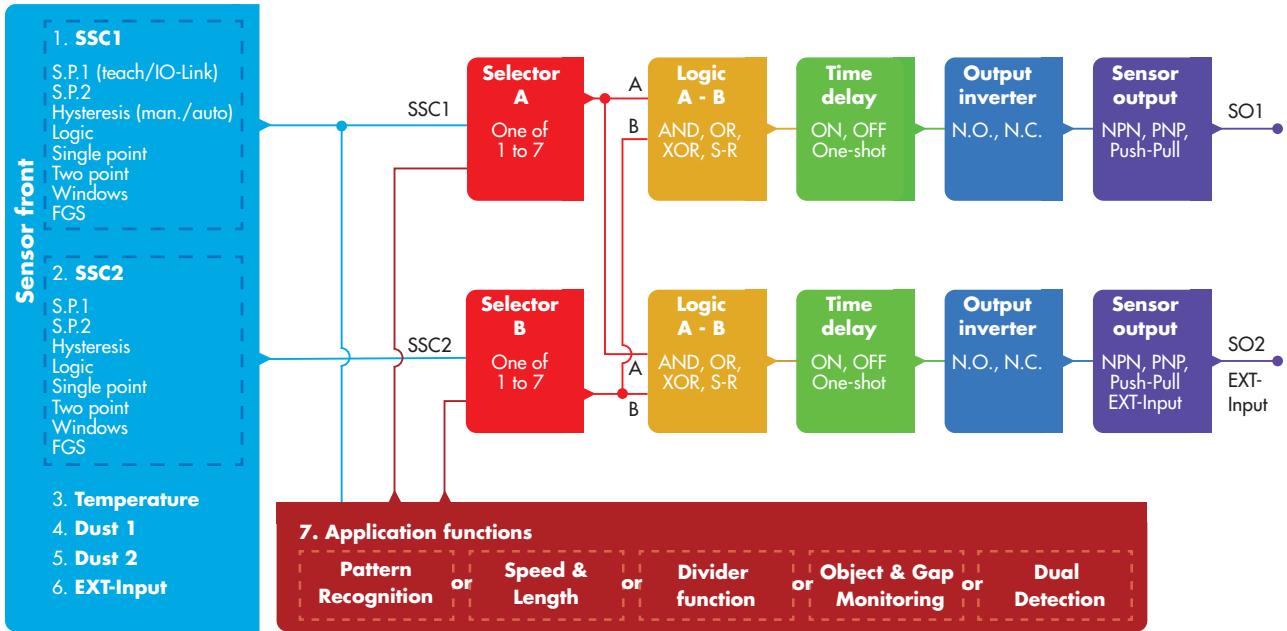 Sensor front
1. SSC1
S.P.1 (teach/IO-Link)
S.P.2
Hysteresis (man./auto)
Logic
Single point
Two point
Windows
FGS
2. SSC2
S.P.1
S.P.2
Hysteresis
Logic
Single point
Two point
Windows
FGS
3. Temperature
4. Dust 1
5. Dust 2
6. EXT-Input
SSC1
Selector
A
One of
1 to 7
A
B
Logic
A - B
AND, OR,
XOR, S-R
Time
delay
ON, OFF
One-shot
Output
inverter
N.O., N.C.
Sensor
output
NPN, PNP,
Push-Pull
SO1
SSC2
Selector
B
One of
1 to 7
A
B
Logic
A - B
AND, OR,
XOR, S-R
Time
delay
ON, OFF
One-shot
Output
inverter
N.O., N.C.
Sensor
output
NPN, PNP,
Push-Pull
EXT-Input
SO2
EXT-
Input
7. Application functions
Pattern
Recognition
or
Speed &
Length
or
Divider
function
or
Object & Gap
Monitoring
or
Dual
Detection